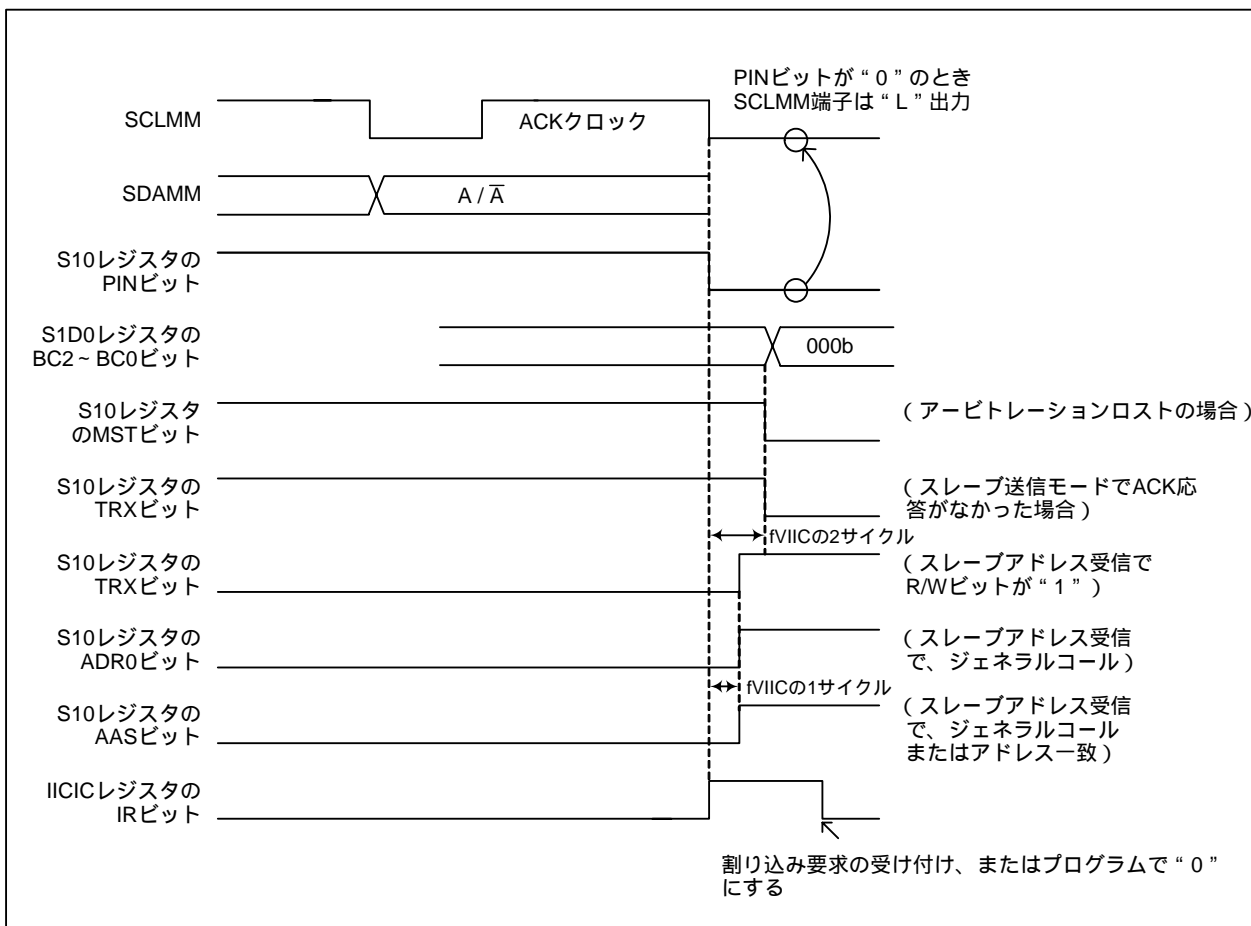 PINビットが“0”のとき
SCLMM端子は“L”出力
SCLMM
ACKクロック
SDAMM
A / A̅
S10レジスタの
PINビット
S1D0レジスタの
BC2~BC0ビット
000b
S10レジスタ
のMSTビット
(アービトレーションロストの場合)
S10レジスタの
TRXビット
(スレーブ送信モードでACK応
答がなかった場合)
fVIICの2サイクル
S10レジスタの
TRXビット
(スレーブアドレス受信で
R/Wビットが“1”)
S10レジスタの
ADR0ビット
(スレーブアドレス受信
で、ジェネラルコール)
fVIICの1サイクル
S10レジスタの
AASビット
(スレーブアドレス受信
で、ジェネラルコール
またはアドレス一致)
IICICレジスタの
IRビット
割り込み要求の受け付け、またはプログラムで“0”
にする